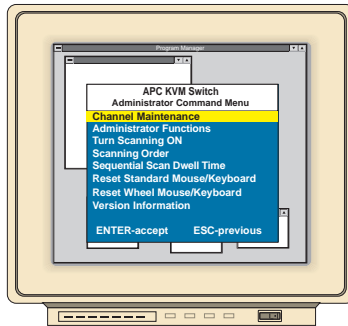 Program Manager
APC KVM Switch
Administrator Command Menu
Channel Maintenance
Administrator Functions
Turn Scanning ON
Scanning Order
Sequential Scan Dwell Time
Reset Standard Mouse/Keyboard
Reset Wheel Mouse/Keyboard
Version Information
ENTER-accept ESC-previous